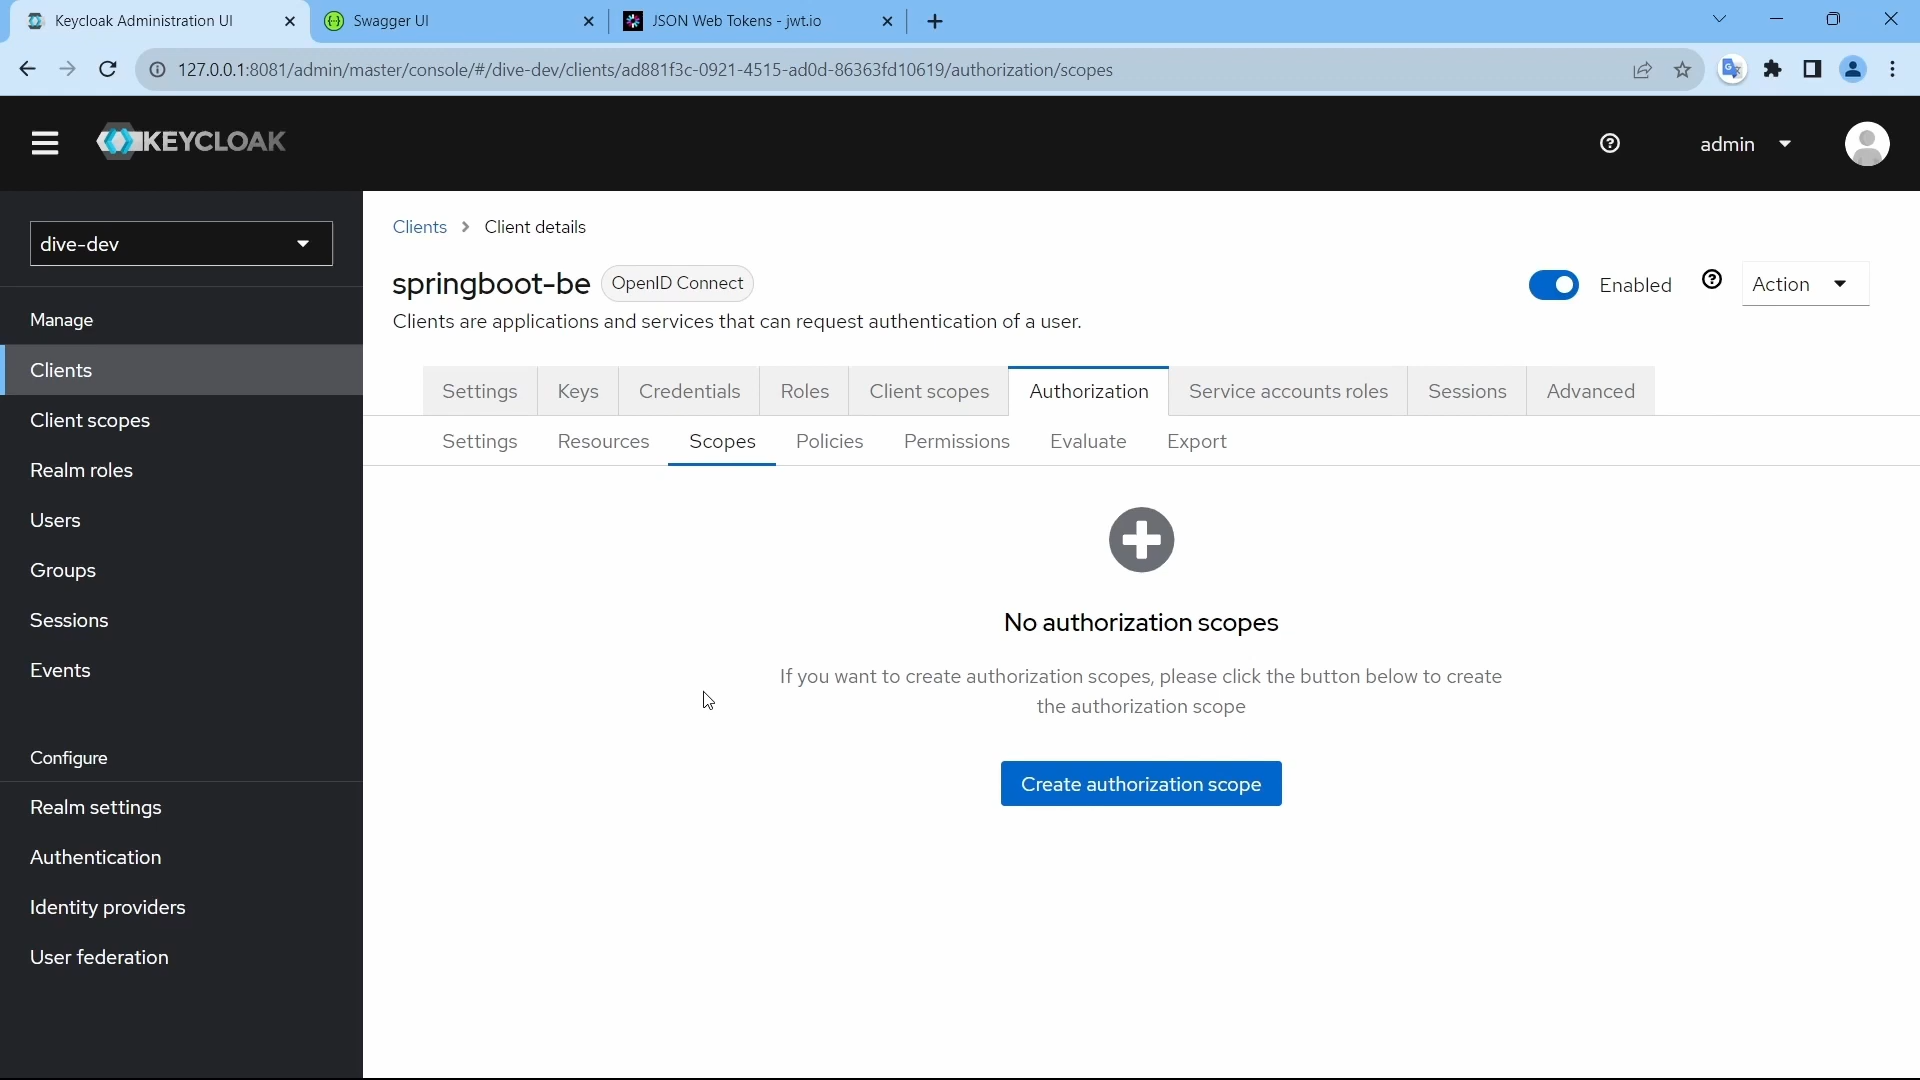 Keycloak Administration UI
Swagger UI
JSON Web Tokens - jwt.io
127.0.0.1:8081/admin/master/console/#/dive-dev/clients/ad881f3c-0921-4515-ad0d-86363fd10619/authorization/scopes
KEYCLOAK
admin
dive-dev
Manage
Clients
Client scopes
Realm roles
Users
Groups
Sessions
Events
Configure
Realm settings
Authentication
Identity providers
User federation
Clients > Client details
springboot-be OpenID Connect
Enabled
Action
Clients are applications and services that can request authentication of a user.
Settings Keys Credentials Roles Client scopes Authorization Service accounts roles Sessions Advanced
Settings Resources Scopes Policies Permissions Evaluate Export
No authorization scopes
If you want to create authorization scopes, please click the button below to create
the authorization scope
Create authorization scope